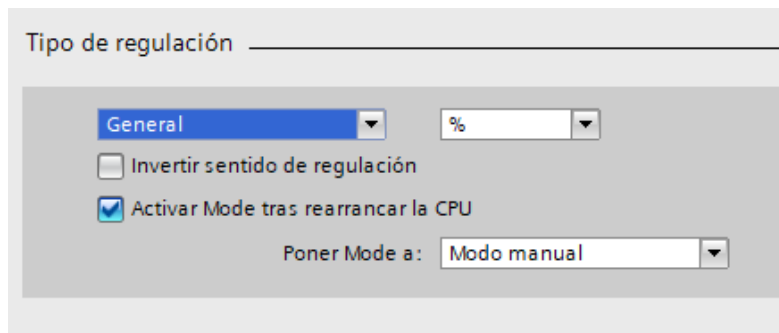 Tipo de regulación
General %
Invertir sentido de regulación
Activar Mode tras rearrancar la CPU
Poner Mode a: Modo manual